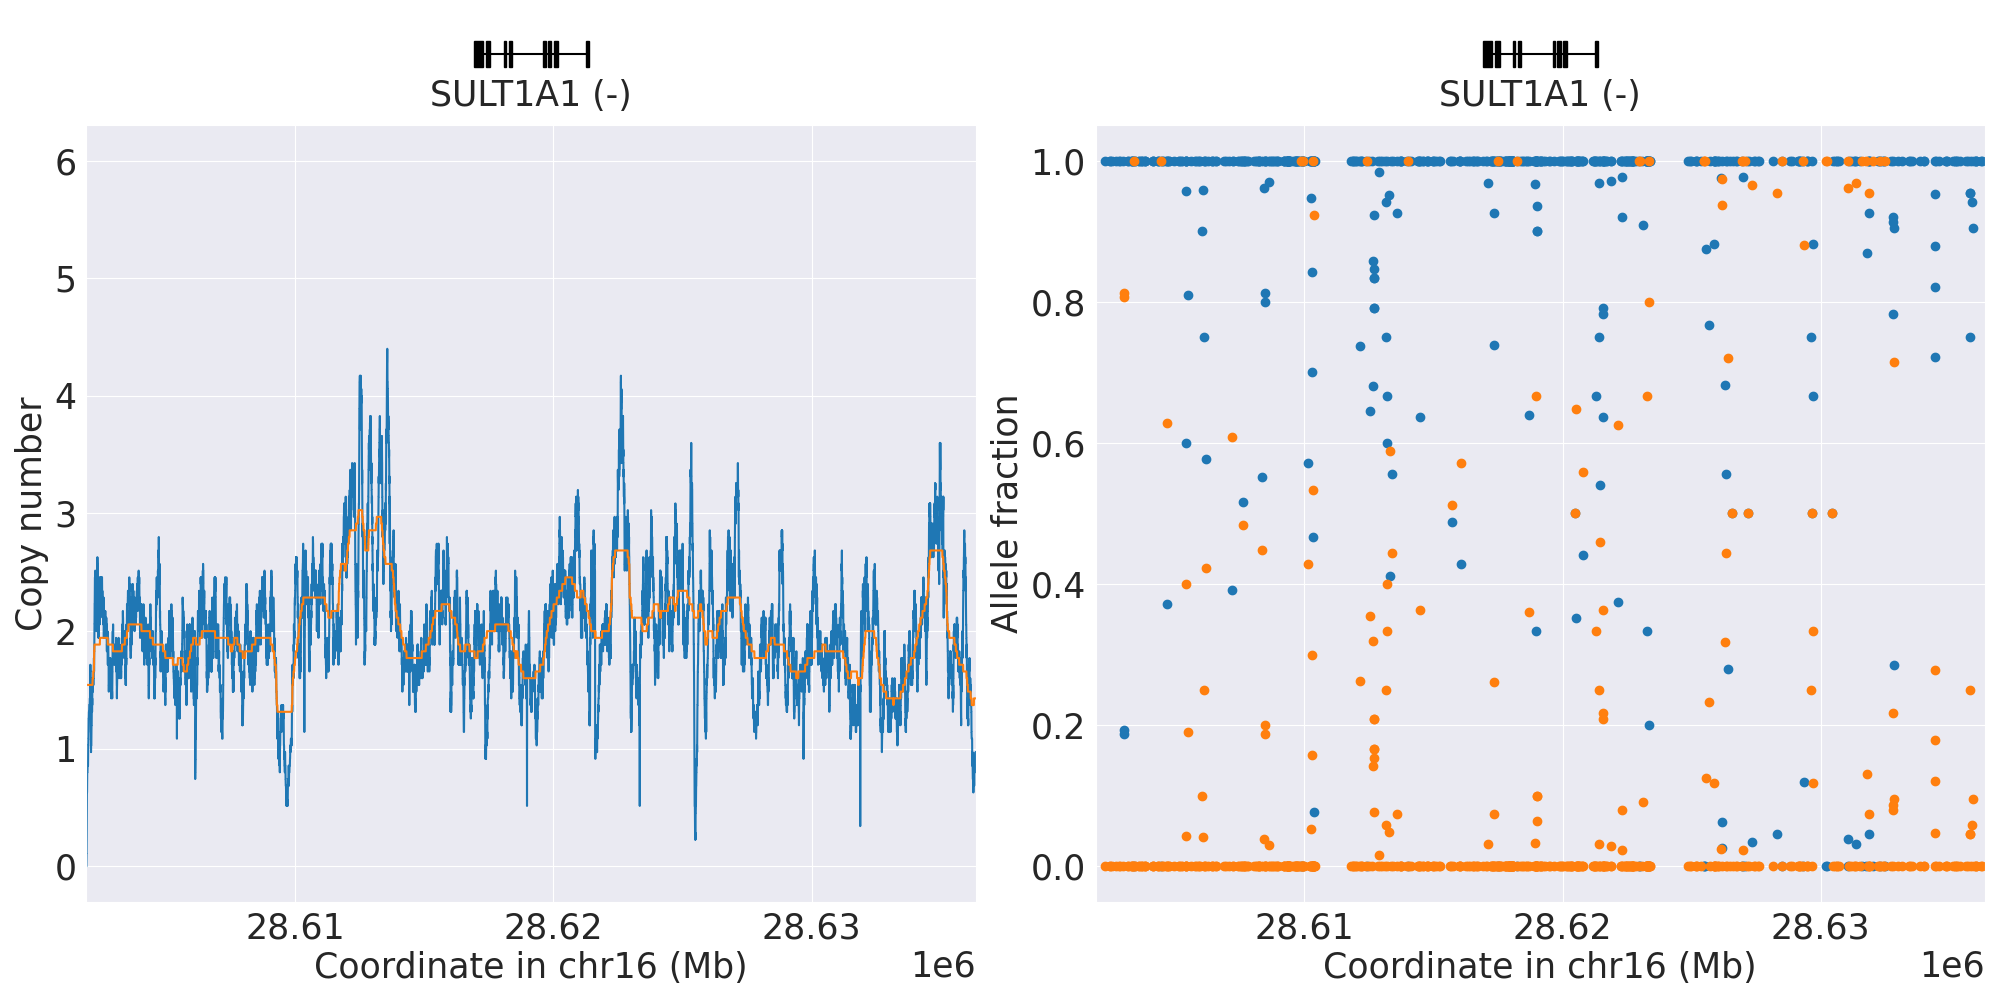 SULT1A1 (-)
6
5
4
3
2
1
0
Copy number
28.61
28.62
28.63
Coordinate in chr16 (Mb)
1e6
SULT1A1 (-)
1.0
0.8
0.6
0.4
0.2
0.0
Allele fraction
28.61
28.62
28.63
Coordinate in chr16 (Mb)
1e6